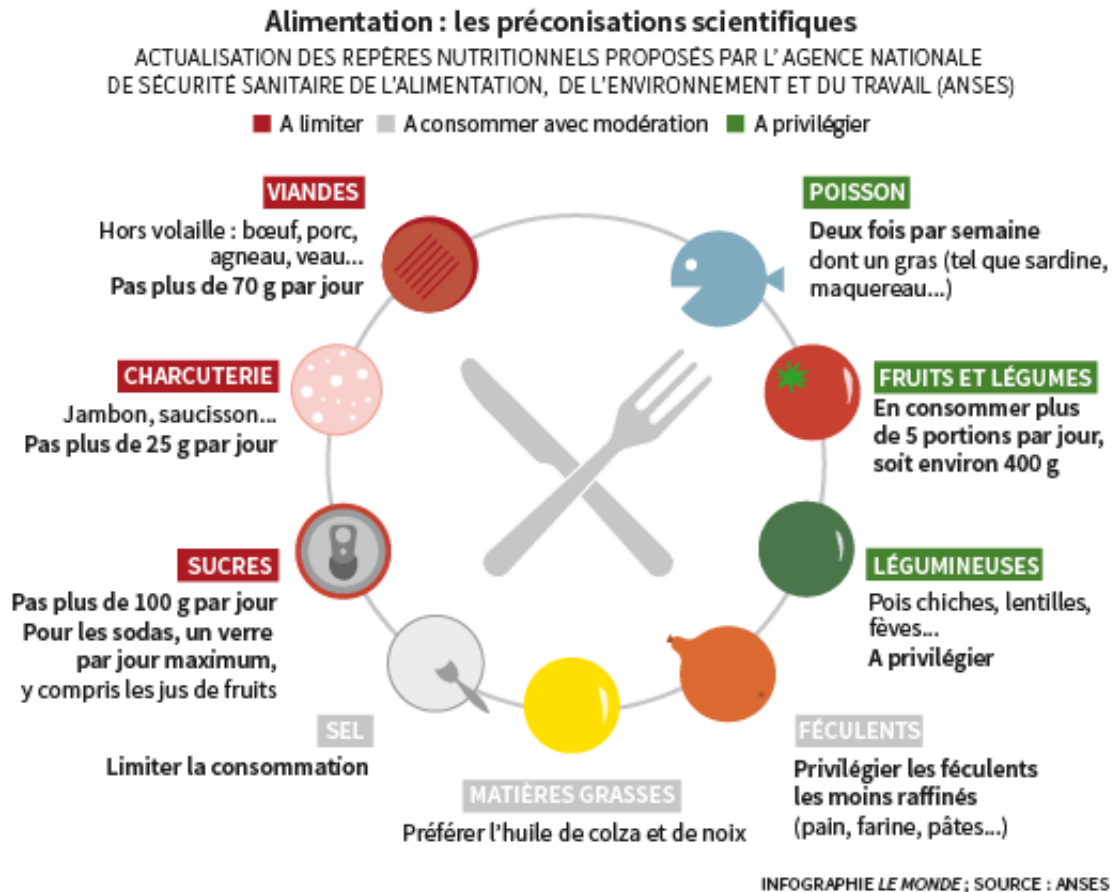 Alimentation : les préconisations scientifiques
ACTUALISATION DES REPÈRES NUTRITIONNELS PROPOSÉS PAR L' AGENCE NATIONALE
DE SÉCURITÉ SANITAIRE DE L'ALIMENTATION, DE L'ENVIRONNEMENT ET DU TRAVAIL (ANSES)
A limiter A consommer avec modération A privilégier
VIANDES
Hors volaille : bœuf, porc,
agneau, veau...
Pas plus de 70 g par jour
POISSON
Deux fois par semaine
dont un gras (tel que sardine,
maquereau...)
CHARCUTERIE
Jambon, saucisson...
Pas plus de 25 g par jour
FRUITS ET LÉGUMES
En consommer plus
de 5 portions par jour,
soit environ 400 g
SUCRES
Pas plus de 100 g par jour
Pour les sodas, un verre
par jour maximum,
y compris les jus de fruits
LÉGUMINEUSES
Pois chiches, lentilles,
fèves...
A privilégier
SEL
Limiter la consommation
MATIÈRES GRASSES
Préférer l'huile de colza et de noix
FÉCULENTS
Privilégier les féculents
les moins raffinés
(pain, farine, pâtes...)
INFOGRAPHIE LE MONDE ; SOURCE : ANSES